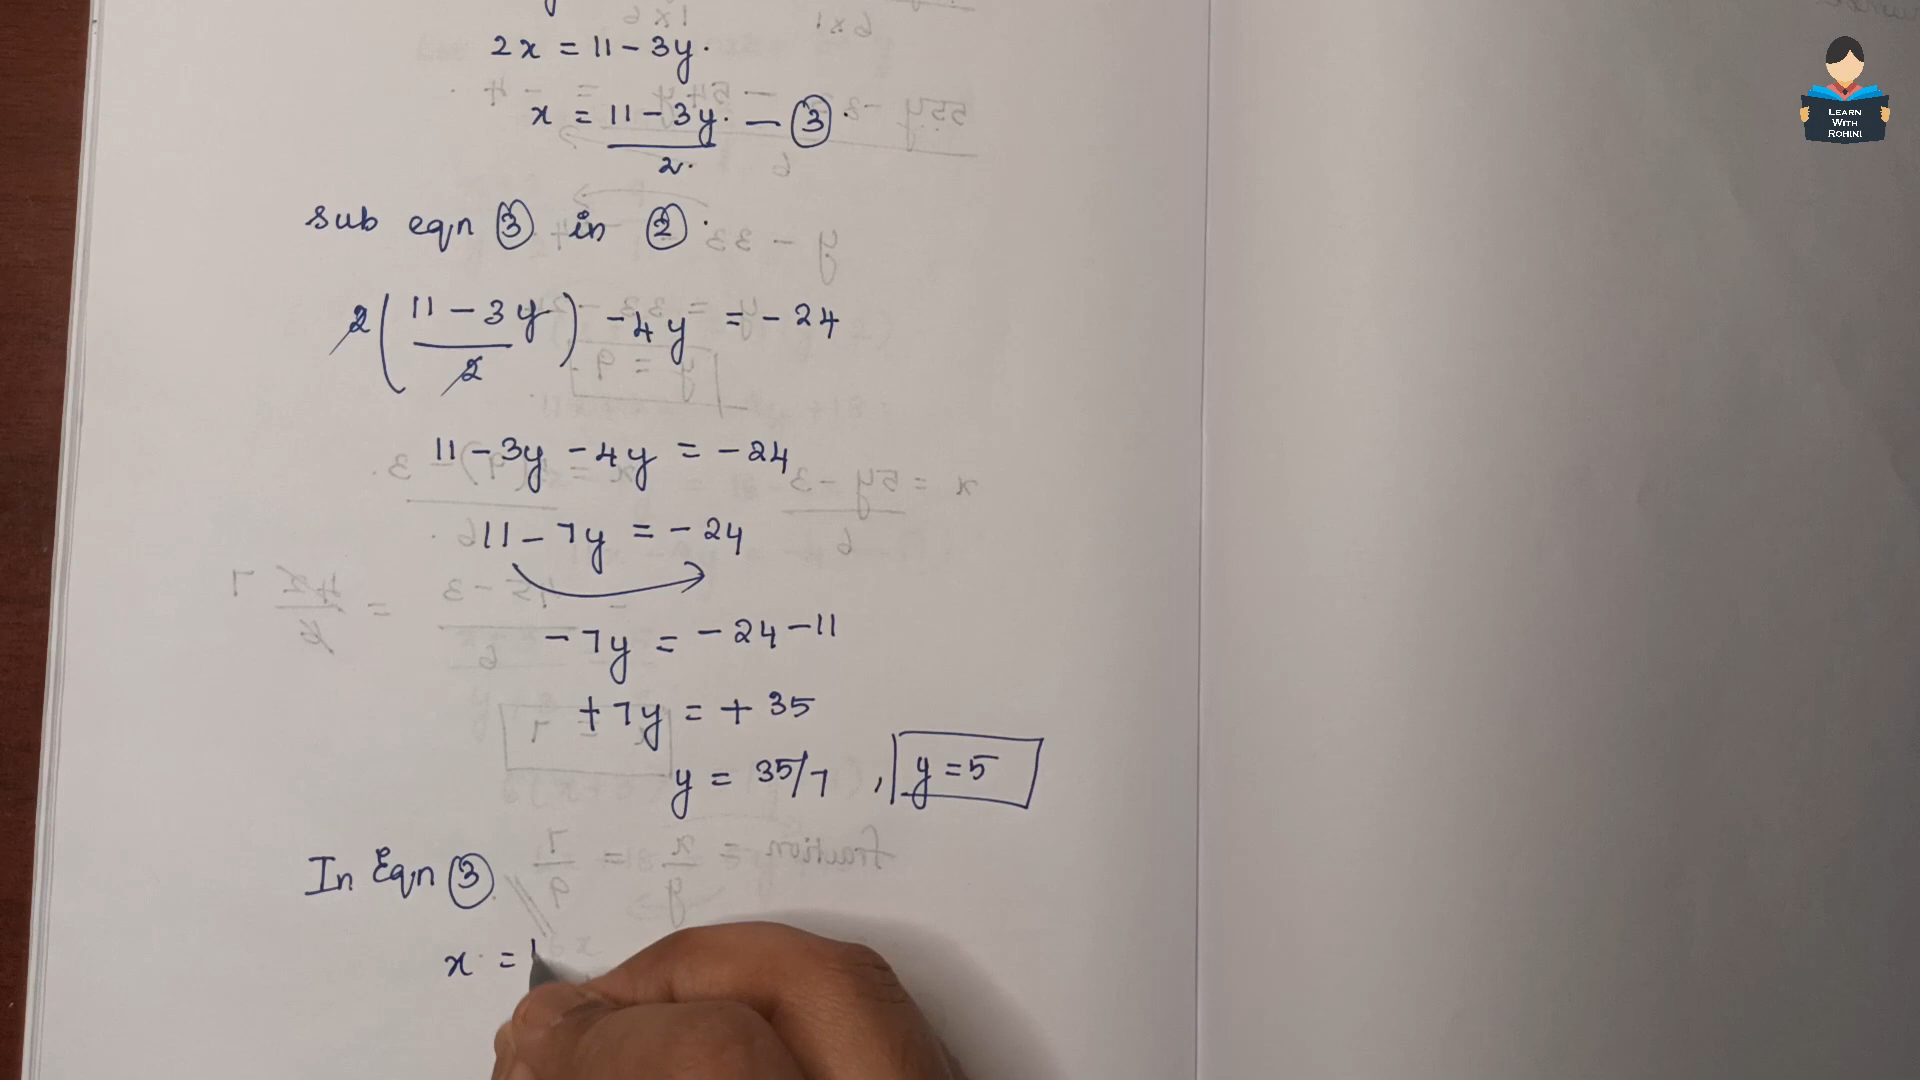 2x = 11 - 3y.
x = 11 - 3y. — ③.
2.
sub eqn ③ in ②.
2( 11 - 3y / 2 ) - 4y = - 24
11 - 3y - 4y = - 24
11 - 7y = - 24
- 7y = - 24 - 11
+ 7y = + 35
y = 35/7 , y = 5
In Eqn ③.
x =
LEARN
WITH
ROHINI